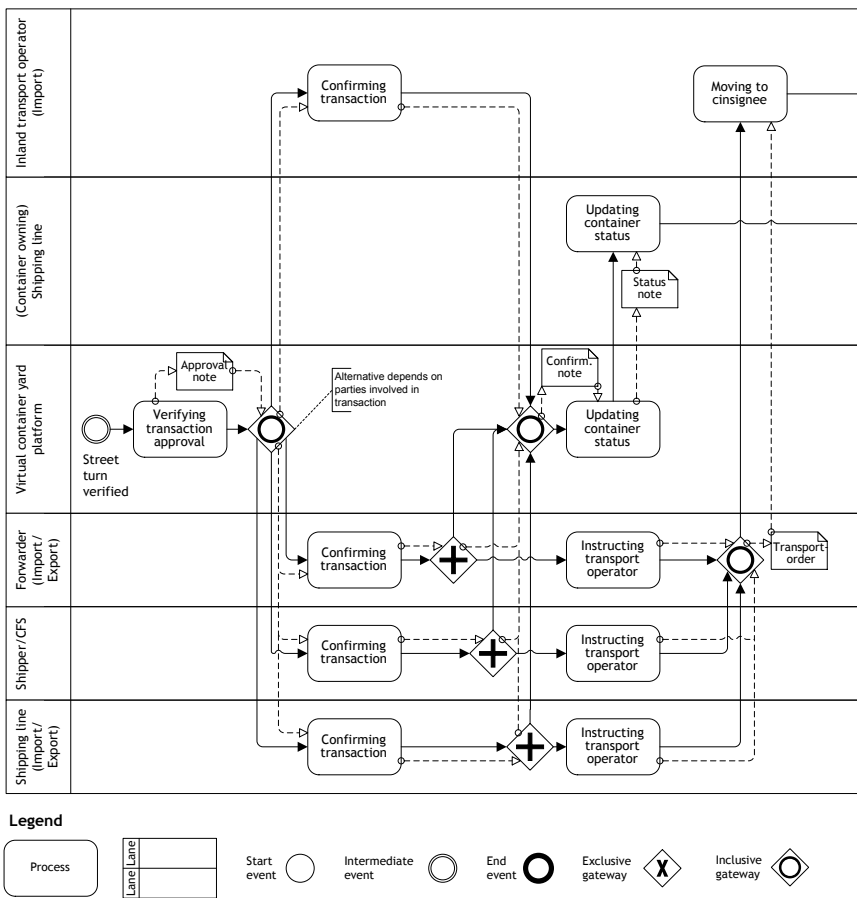 Inland transport operator
(Import)
Confirming
transaction
Moving to
cinsignee
(Container owning)
Shipping line
Updating
container
status
Status
note
Virtual container yard
platform
Street
turn
verified
Approval
note
Verifying
transaction
approval
Alternative depends on
parties involved in
transaction
Confirm.
note
Updating
container
status
Forwarder
(Import/
Export)
Confirming
transaction
Instructing
transport
operator
Transport-
order
Shipper/CFS
Confirming
transaction
Instructing
transport
operator
Shipping line
(Import/
Export)
Confirming
transaction
Instructing
transport
operator
Legend
Process
Lane
Lane
Start
event
Intermediate
event
End
event
Exclusive
gateway
X
Inclusive
gateway